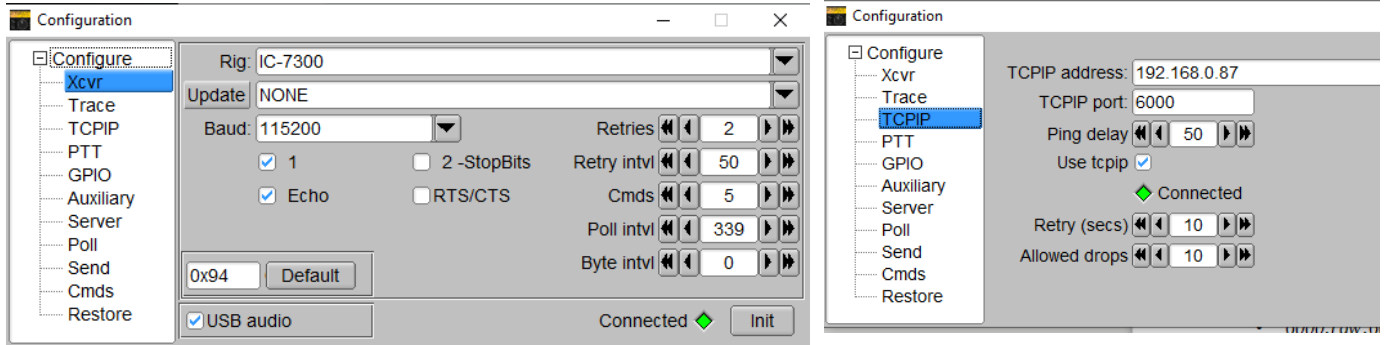 Configuration
Configure
Xcvr
Trace
TCPIP
PTT
GPIO
Auxiliary
Server
Poll
Send
Cmds
Restore
Rig: IC-7300
Update NONE
Baud: 115200 Retries 2
1 2 -StopBits Retry intvl 50
Echo RTS/CTS Cmds 5
Poll intvl 339
Byte intvl 0
0x94 Default
USB audio Connected Init
Configuration
Configure
Xcvr
Trace
TCPIP
PTT
GPIO
Auxiliary
Server
Poll
Send
Cmds
Restore
TCPIP address: 192.168.0.87
TCPIP port: 6000
Ping delay 50
Use tcpip
Connected
Retry (secs) 10
Allowed drops 10